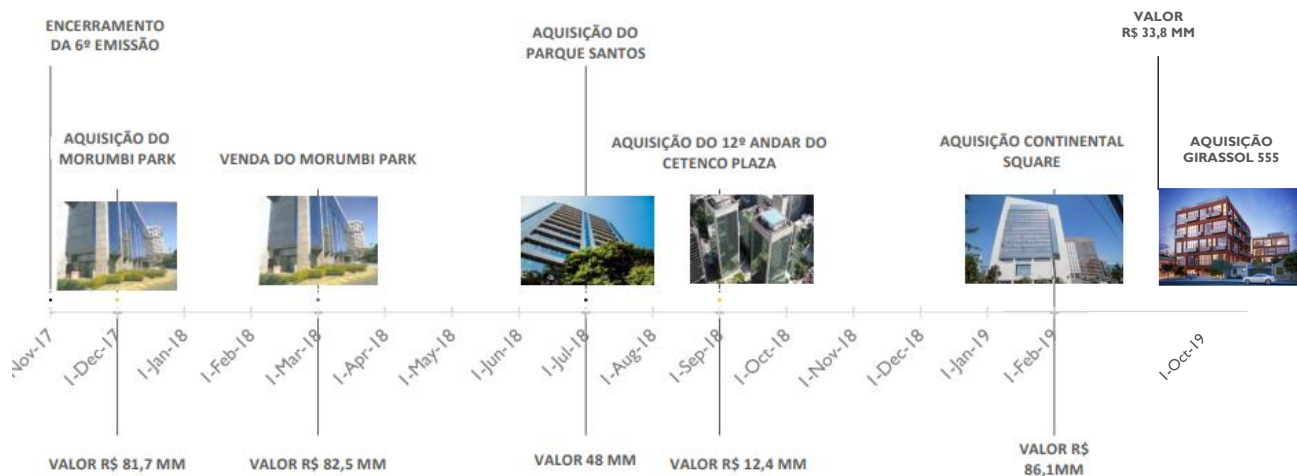 ENCERRAMENTO
DA 6º EMISSÃO
AQUISIÇÃO DO
PARQUE SANTOS
VALOR
R$ 33,8 MM
AQUISIÇÃO DO
MORUMBI PARK
VENDA DO MORUMBI PARK
AQUISIÇÃO DO 12º ANDAR DO
CETENCO PLAZA
AQUISIÇÃO CONTINENTAL
SQUARE
AQUISIÇÃO
GIRASSOL 555
Nov-17
1-Dec-17
1-Jan-18
1-Feb-18
1-Mar-18
1-Apr-18
1-May-18
1-Jun-18
1-Jul-18
1-Aug-18
1-Sep-18
1-Oct-18
1-Nov-18
1-Dec-18
1-Jan-19
1-Feb-19
1-Oct-19
VALOR R$ 81,7 MM
VALOR R$ 82,5 MM
VALOR 48 MM
VALOR R$ 12,4 MM
VALOR R$
86,1MM